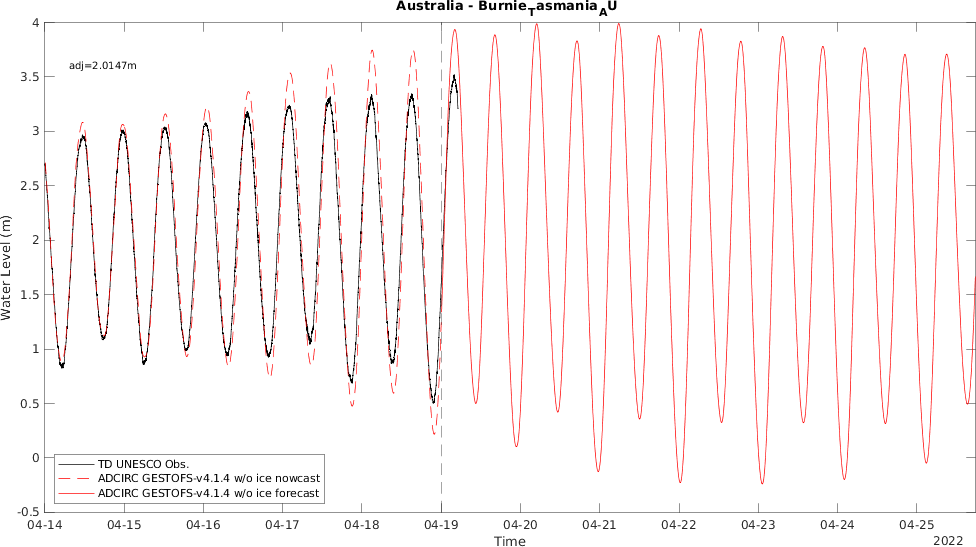 Australia - Burnie_Tasmania_AU
4
adj=2.0147m
3.5
3
2.5
2
1.5
1
0.5
0
-0.5
Water Level (m)
TD UNESCO Obs.
ADCIRC GESTOFS-v4.1.4 w/o ice nowcast
ADCIRC GESTOFS-v4.1.4 w/o ice forecast
04-14 04-15 04-16 04-17 04-18 04-19 04-20 04-21 04-22 04-23 04-24 04-25
Time
2022